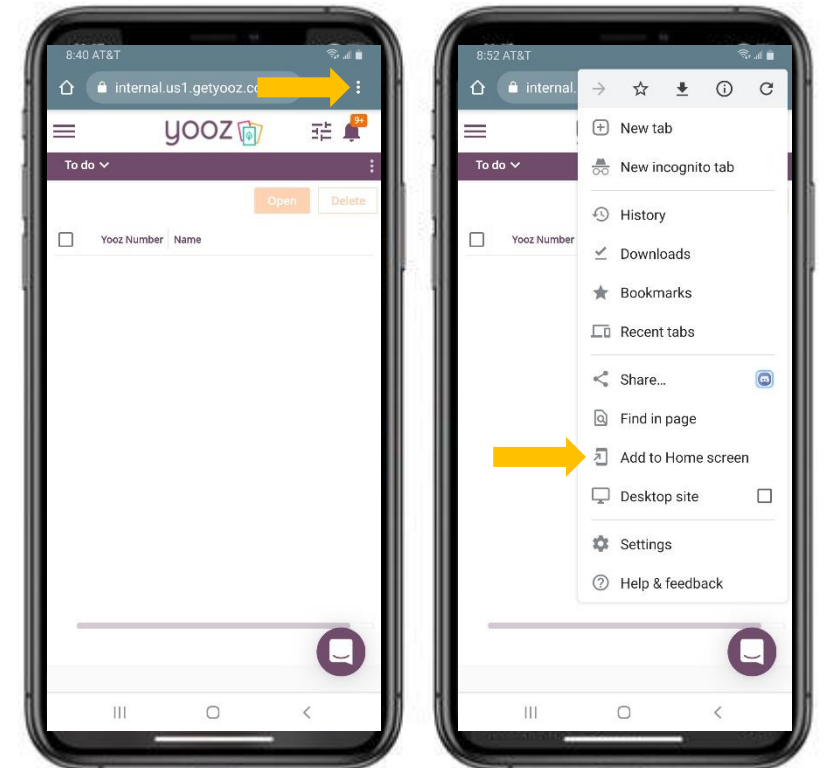 8:40 AT&T
internal.us1.getyooz.c
yooz
9+
To do
Open Delete
Yooz Number Name
8:52 AT&T
internal.
New tab
New incognito tab
To do
History
Yooz Number
Downloads
Bookmarks
Recent tabs
Share...
Find in page
Add to Home screen
Desktop site
Settings
Help & feedback